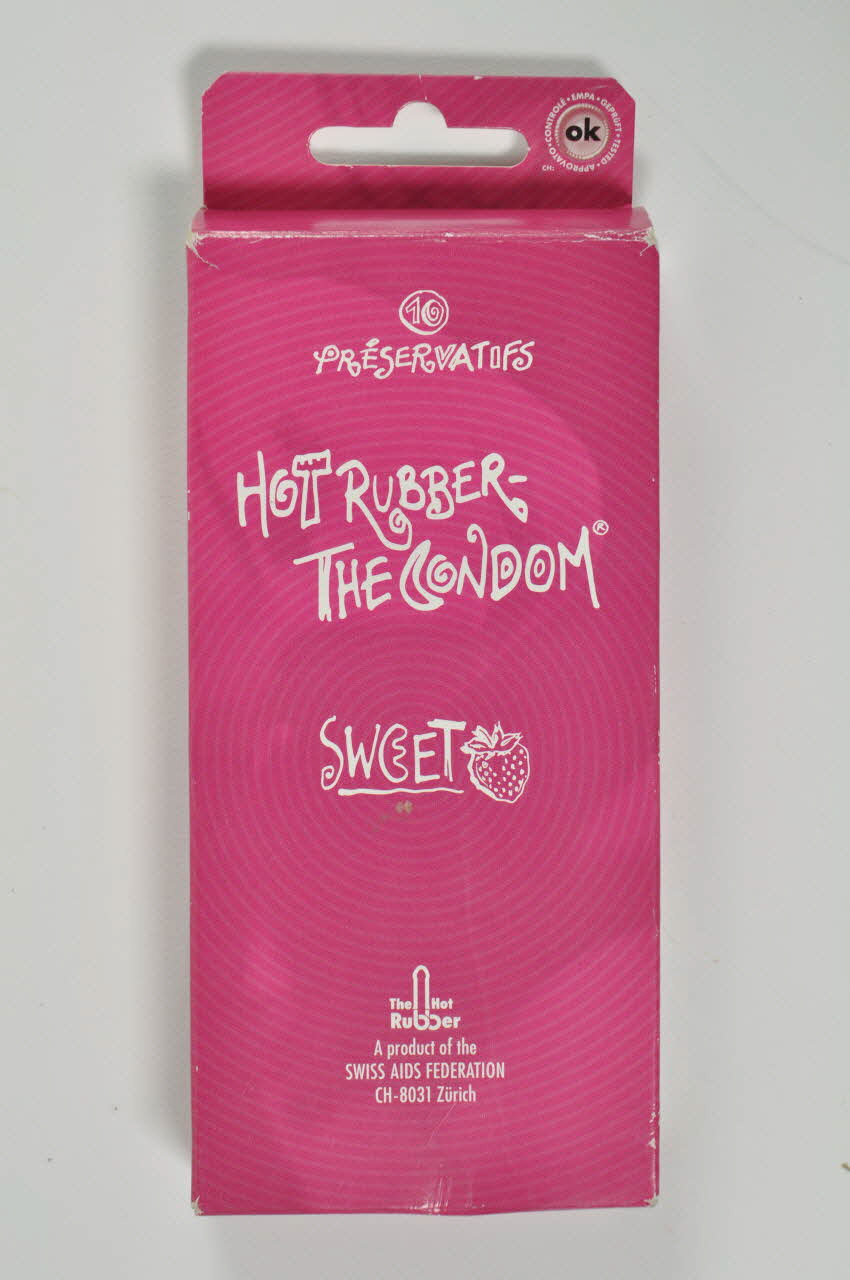 CONTROLÉ • EMPA • GEPRÜFT • TESTED • APPROVATO •
CH:
ok
10
PRÉSERVATIFS
HOT RUBBER-
THE CONDOM®
SWEET
The Hot
Rubber
A product of the
SWISS AIDS FEDERATION
CH-8031 Zürich